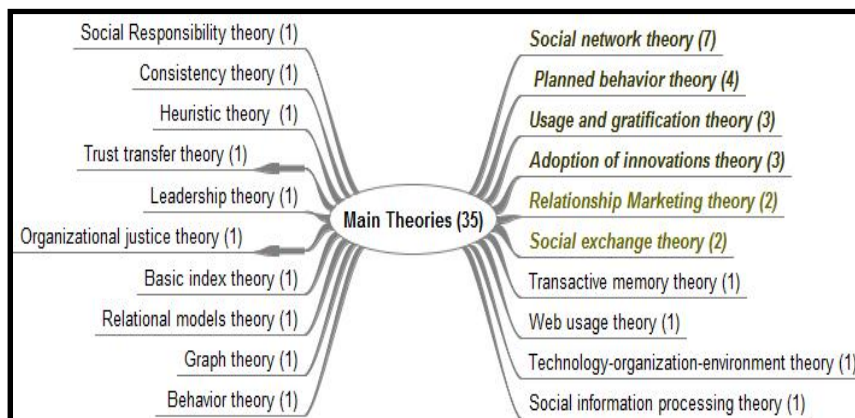 Social Responsibility theory (1)
Consistency theory (1)
Heuristic theory (1)
Trust transfer theory (1)
Leadership theory (1)
Organizational justice theory (1)
Basic index theory (1)
Relational models theory (1)
Graph theory (1)
Behavior theory (1)
Main Theories (35)
Social network theory (7)
Planned behavior theory (4)
Usage and gratification theory (3)
Adoption of innovations theory (3)
Relationship Marketing theory (2)
Social exchange theory (2)
Transactive memory theory (1)
Web usage theory (1)
Technology-organization-environment theory (1)
Social information processing theory (1)